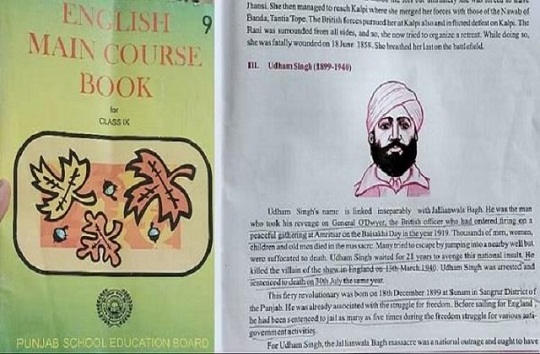 ENGLISH 9
MAIN COURSE
BOOK
for
CLASS IX
PUNJAB SCHOOL EDUCATION BOARD
Jhansi. She then managed to reach Kalpi where she merged her forces with those of the Nawab of
Banda, Tantia Tope. The British forces pursued her at Kalpi also and inflicted defeat on Kalpi. The
Rani was surrounded from all sides, and so, she now tried to organize a retreat. While doing so,
she was fatally wounded on 18 June 1858. She breathed her last on the battlefield.
III. Udham Singh (1899-1940)
Udham Singh's name is linked inseparably with Jallianwala Bagh. He was the man
who took his revenge on General O'Dwyer, the British officer who had ordered firing on a
peaceful gathering at Amritsar on the Baisakhi Day in the year 1919. Thousands of men, women,
children and old men died in the massacre. Many tried to escape by jumping into a nearby well but
were suffocated to death. Udham Singh waited for 21 years to avenge this national insult. He
killed the villain of the show in England on 13th March 1940. Udham Singh was arrested and
sentenced to death on 30th July the same year.
This fiery revolutionary was born on 18th December 1899 at Sunam in Sangrur District of
the Punjab. He was already associated with the struggle for freedom. Before sailing for England,
he had been sentenced to jail as many as five times during the freedom struggle for various anti-
government activities.
For Udham Singh, the Jallianwala Bagh massacre was a national outrage and ought to have